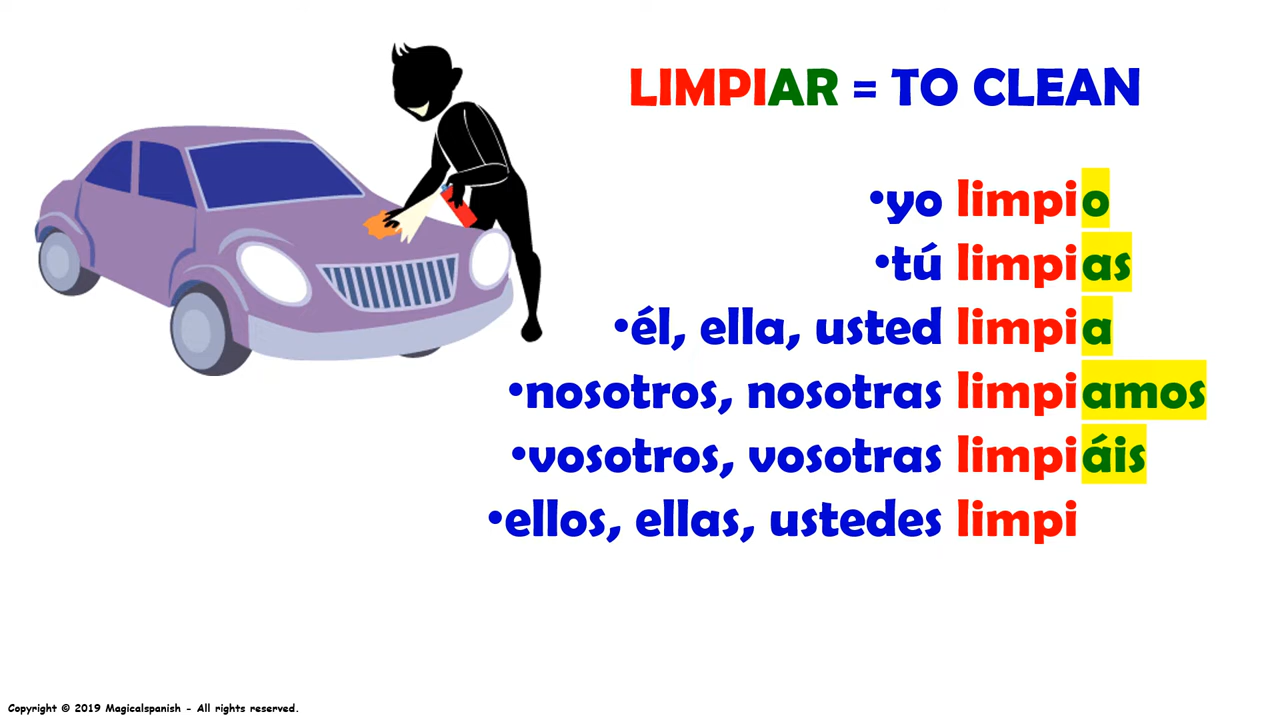 LIMPIAR = TO CLEAN
•yo limpio
•tú limpias
•él, ella, usted limpia
•nosotros, nosotras limpiamos
•vosotros, vosotras limpiáis
•ellos, ellas, ustedes limpi
Copyright © 2019 Magicalspanish - All rights reserved.